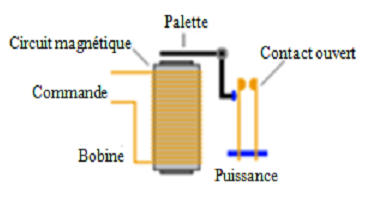 Palette
Circuit magnétique
Contact ouvert
Commande
Bobine
Puissance